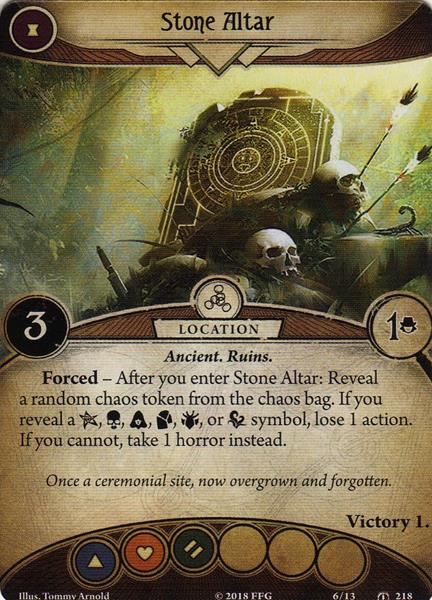 Stone Altar
3
LOCATION
1
Ancient. Ruins.
Forced – After you enter Stone Altar: Reveal
a random chaos token from the chaos bag. If you
reveal a , , , , , or symbol, lose 1 action.
If you cannot, take 1 horror instead.
Once a ceremonial site, now overgrown and forgotten.
Victory 1.
Illus. Tommy Arnold © 2018 FFG 6/13 218